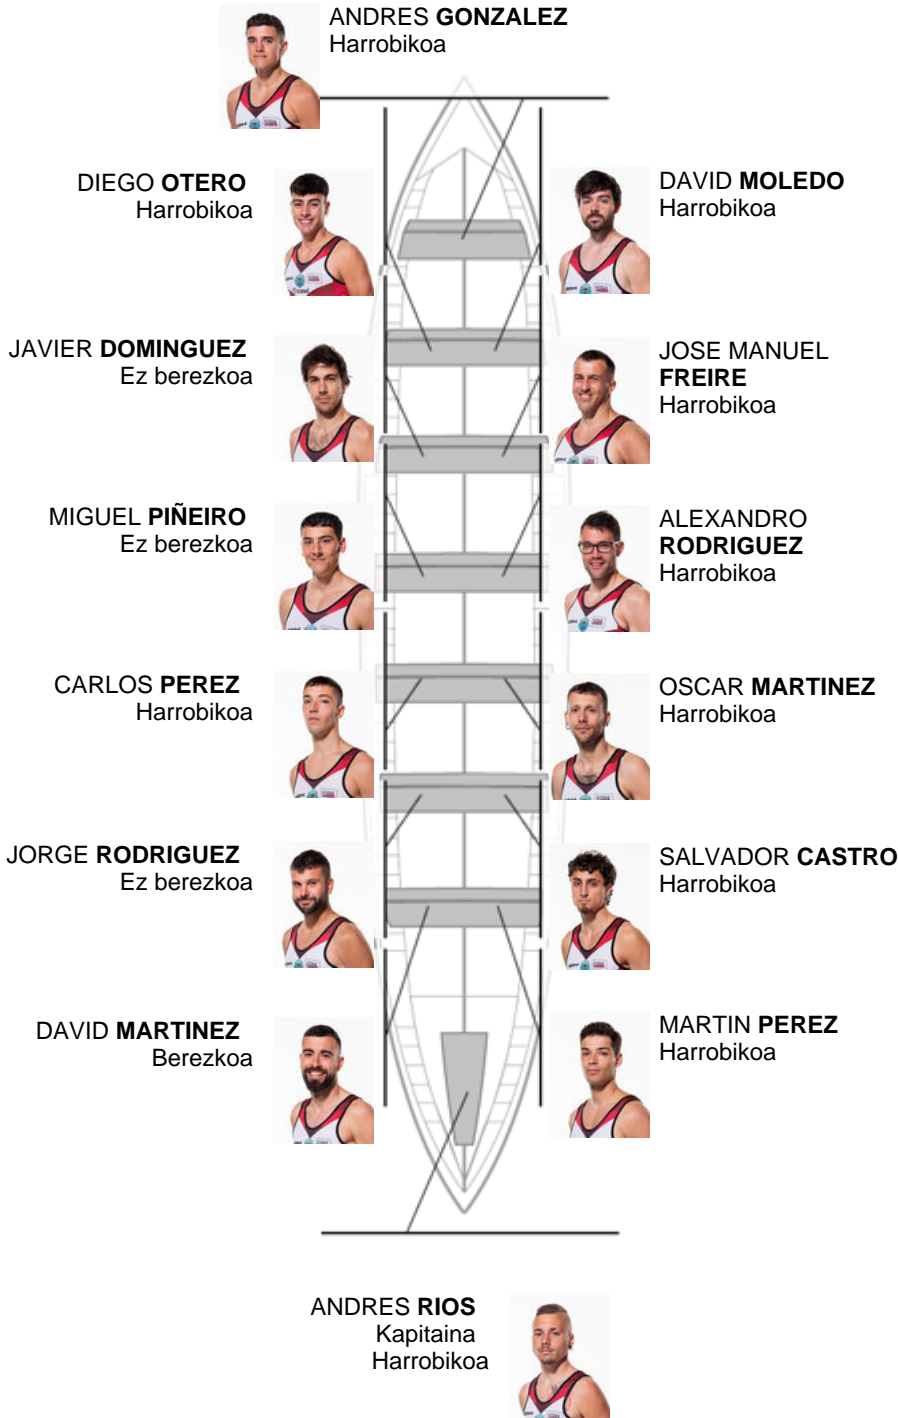 ANDRES GONZALEZ
Harrobikoa
DIEGO OTERO
Harrobikoa
DAVID MOLEDO
Harrobikoa
JAVIER DOMINGUEZ
Ez berezkoa
JOSE MANUEL
FREIRE
Harrobikoa
MIGUEL PIÑEIRO
Ez berezkoa
ALEXANDRO
RODRIGUEZ
Harrobikoa
CARLOS PEREZ
Harrobikoa
OSCAR MARTINEZ
Harrobikoa
JORGE RODRIGUEZ
Ez berezkoa
SALVADOR CASTRO
Harrobikoa
DAVID MARTINEZ
Berezkoa
MARTIN PEREZ
Harrobikoa
ANDRES RIOS
Kapitaina
Harrobikoa